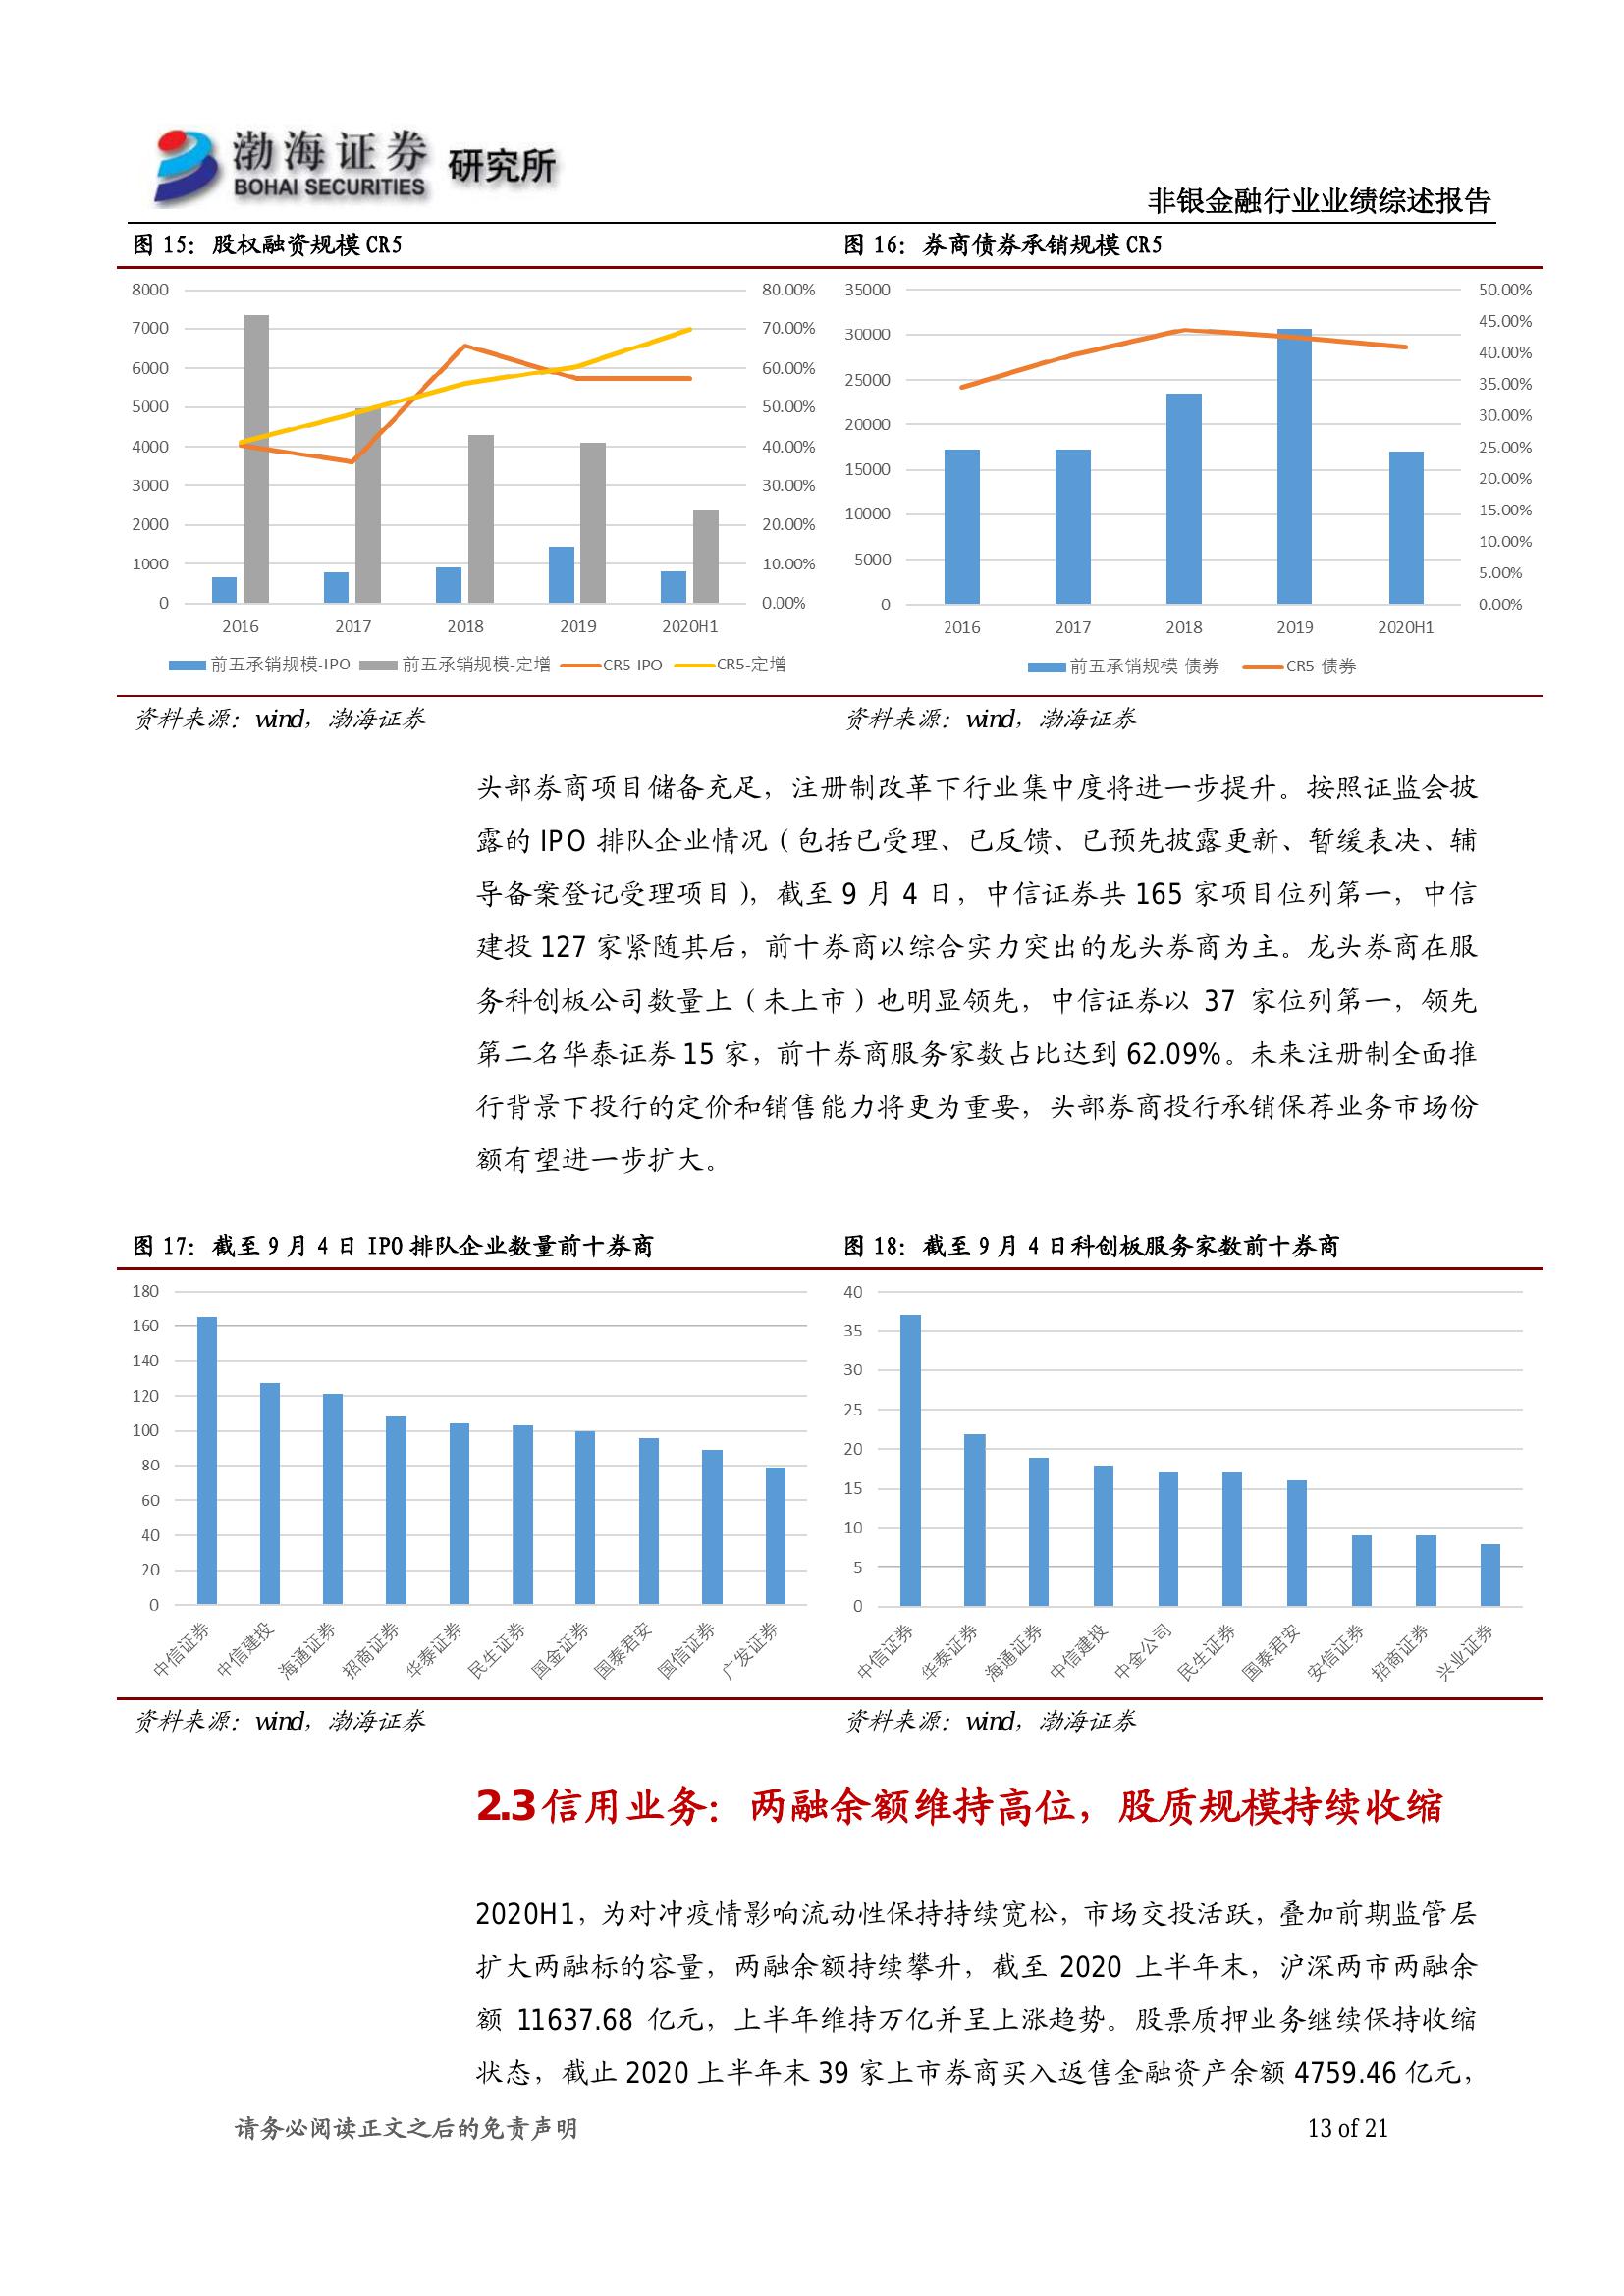 渤海证券
BOHAI SECURITIES
研究所
非银金融行业业绩综述报告
图 15：股权融资规模 CR5
8000
7000
6000
5000
4000
3000
2000
1000
0
80.00%
70.00%
60.00%
50.00%
40.00%
30.00%
20.00%
10.00%
0.00%
2016 2017 2018 2019 2020H1
前五承销规模-IPO 前五承销规模-定增 CR5-IPO CR5-定增
资料来源：wind，渤海证券
图 16：券商债券承销规模 CR5
35000
30000
25000
20000
15000
10000
5000
0
50.00%
45.00%
40.00%
35.00%
30.00%
25.00%
20.00%
15.00%
10.00%
5.00%
0.00%
2016 2017 2018 2019 2020H1
前五承销规模-债券 CR5-债券
资料来源：wind，渤海证券
头部券商项目储备充足，注册制改革下行业集中度将进一步提升。按照证监会披
露的 IPO 排队企业情况（包括已受理、已反馈、已预先披露更新、暂缓表决、辅
导备案登记受理项目），截至 9 月 4 日，中信证券共 165 家项目位列第一，中信
建投 127 家紧随其后，前十券商以综合实力突出的龙头券商为主。龙头券商在服
务科创板公司数量上（未上市）也明显领先，中信证券以 37 家位列第一，领先
第二名华泰证券 15 家，前十券商服务家数占比达到 62.09%。未来注册制全面推
行背景下投行的定价和销售能力将更为重要，头部券商投行承销保荐业务市场份
额有望进一步扩大。
图 17：截至 9 月 4 日 IPO 排队企业数量前十券商
180
160
140
120
100
80
60
40
20
0
中信证券 中信建投 海通证券 招商证券 华泰证券 民生证券 国金证券 国泰君安 国信证券 广发证券
资料来源：wind，渤海证券
图 18：截至 9 月 4 日科创板服务家数前十券商
40
35
30
25
20
15
10
5
0
中信证券 华泰证券 海通证券 中信建投 中金公司 民生证券 国泰君安 安信证券 招商证券 兴业证券
资料来源：wind，渤海证券
2.3 信用业务：两融余额维持高位，股质规模持续收缩
2020H1，为对冲疫情影响流动性保持持续宽松，市场交投活跃，叠加前期监管层
扩大两融标的容量，两融余额持续攀升，截至 2020 上半年末，沪深两市两融余
额 11637.68 亿元，上半年维持万亿并呈上涨趋势。股票质押业务继续保持收缩
状态，截止 2020 上半年末 39 家上市券商买入返售金融资产余额 4759.46 亿元，
请务必阅读正文之后的免责声明
13 of 21